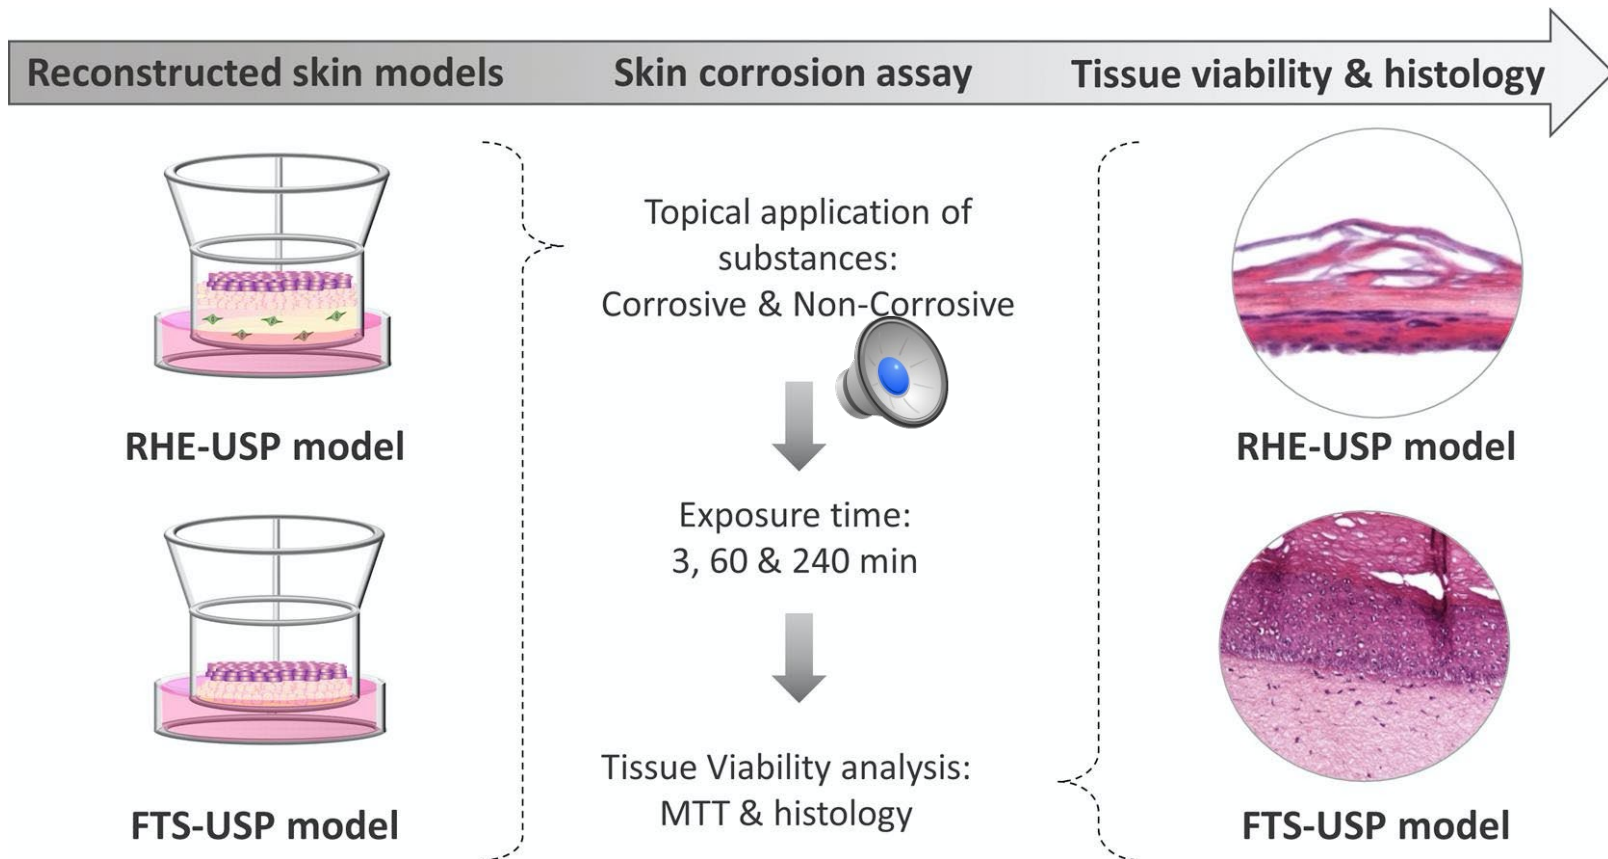 Reconstructed skin models
Skin corrosion assay
Tissue viability & histology
RHE-USP model
FTS-USP model
Topical application of
substances:
Corrosive & Non-Corrosive
Exposure time:
3, 60 & 240 min
Tissue Viability analysis:
MTT & histology
RHE-USP model
FTS-USP model